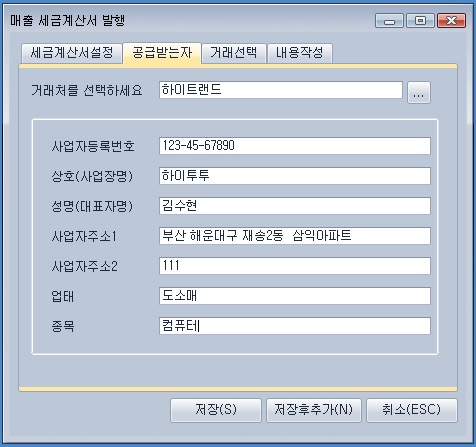 매출 세금계산서 발행
세금계산서설정 공급받는자 거래선택 내용작성
거래처를 선택하세요 하이트랜드 ...
사업자등록번호 123-45-67890
상호(사업장명) 하이투투
성명(대표자명) 김수현
사업자주소1 부산 해운대구 재송2동 삼익아파트
사업자주소2 111
업태 도소매
종목 컴퓨터
저장(S) 저장후추가(N) 취소(ESC)